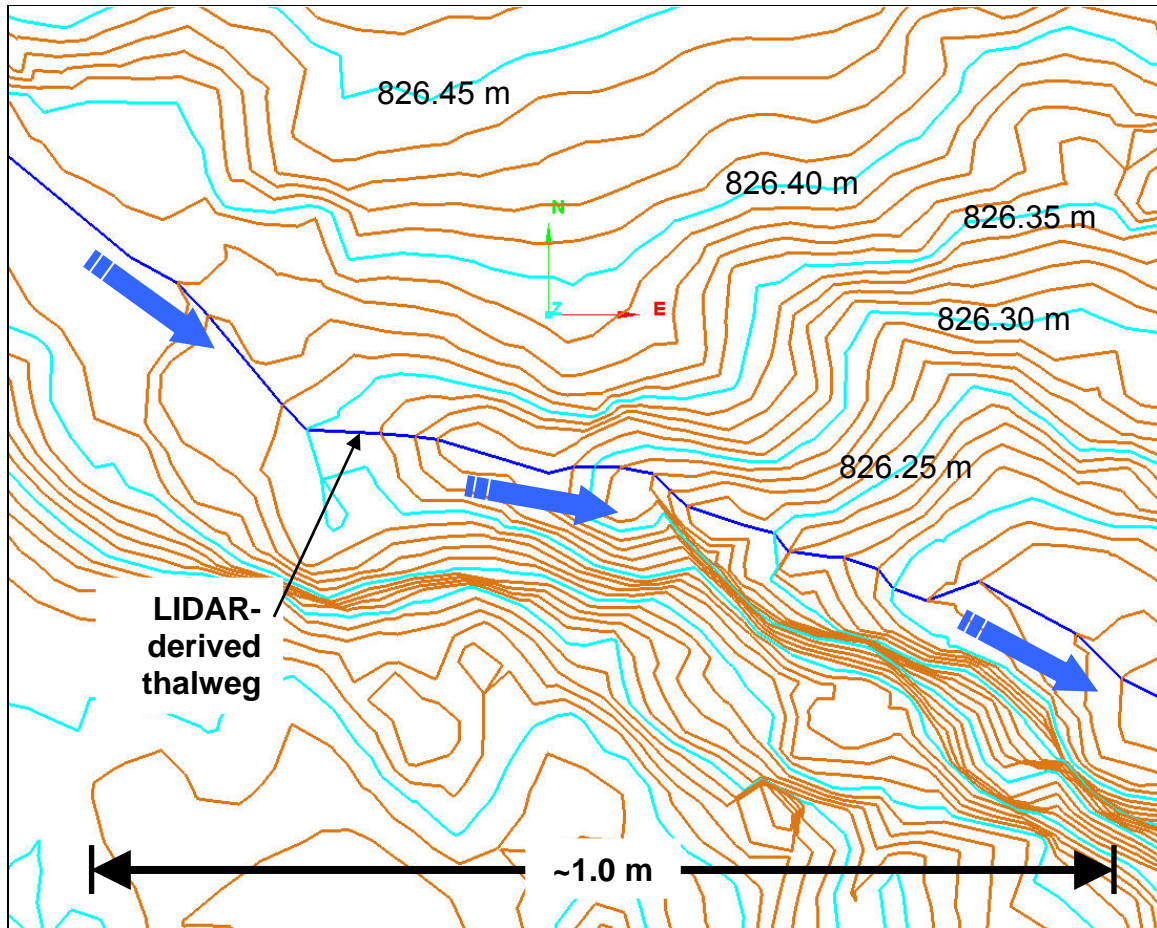 826.45 m
826.40 m
N
826.35 m
Z
E
826.30 m
826.25 m
LIDAR-
derived
thalweg
~1.0 m